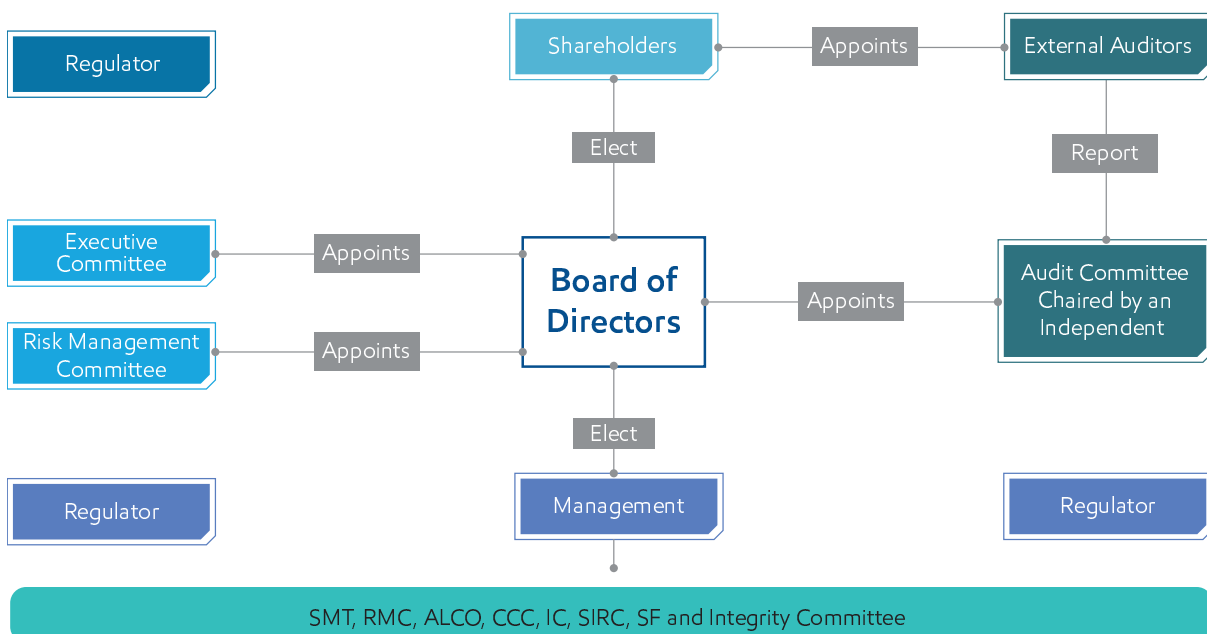 Regulator
Shareholders
Appoints
External Auditors
Elect
Report
Executive
Committee
Appoints
Board of
Directors
Appoints
Audit Committee
Chaired by an
Independent
Risk Management
Committee
Appoints
Elect
Regulator
Management
Regulator
SMT, RMC, ALCO, CCC, IC, SIRC, SF and Integrity Committee